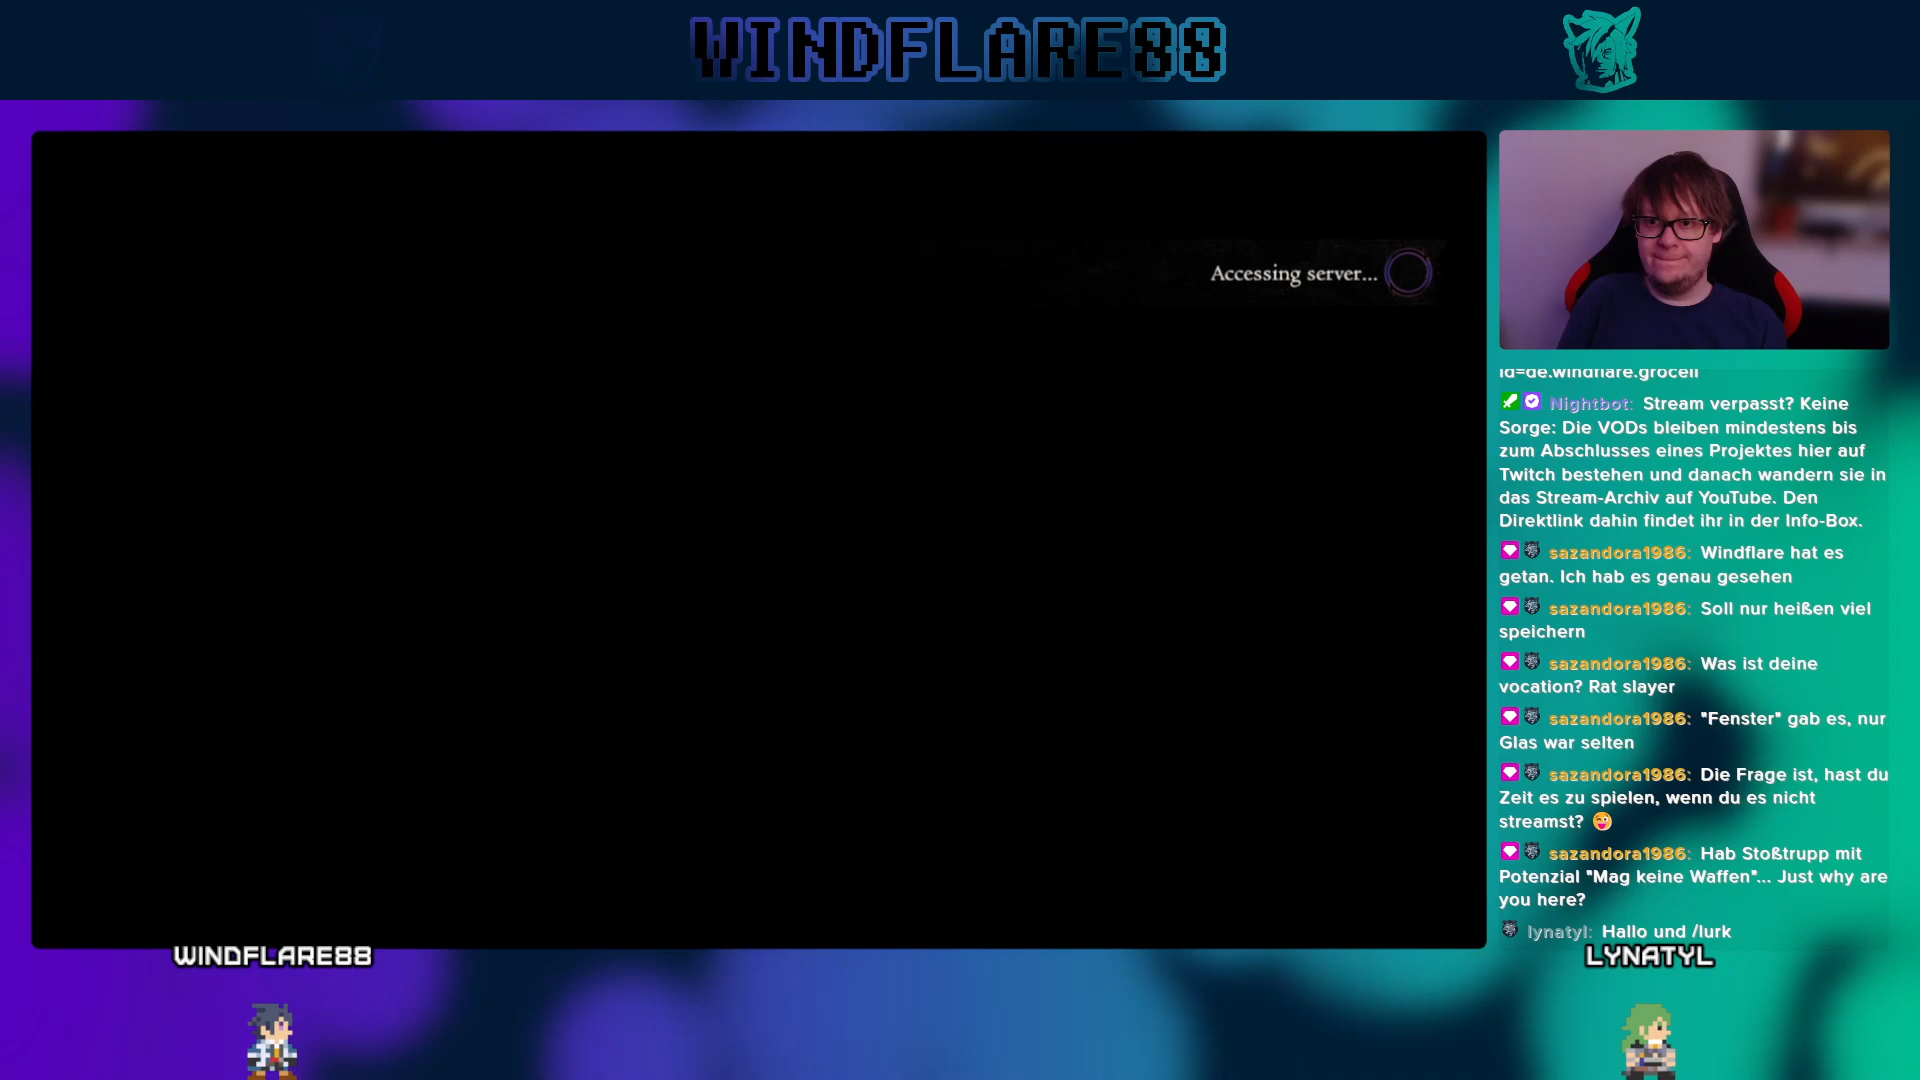 WINDFLARE88
Accessing server...
id=de.windflare.grocell
Nightbot: Stream verpasst? Keine
Sorge: Die VODs bleiben mindestens bis
zum Abschlusses eines Projektes hier auf
Twitch bestehen und danach wandern sie in
das Stream-Archiv auf YouTube. Den
Direktlink dahin findet ihr in der Info-Box.
sazandora1986: Windflare hat es
getan. Ich hab es genau gesehen
sazandora1986: Soll nur heißen viel
speichern
sazandora1986: Was ist deine
vocation? Rat slayer
sazandora1986: "Fenster" gab es, nur
Glas war selten
sazandora1986: Die Frage ist, hast du
Zeit es zu spielen, wenn du es nicht
streamst? 😜
sazandora1986: Hab Stoßtrupp mit
Potenzial "Mag keine Waffen"... Just why are
you here?
lynatyl: Hallo und /lurk
WINDFLARE88
LYNATYL